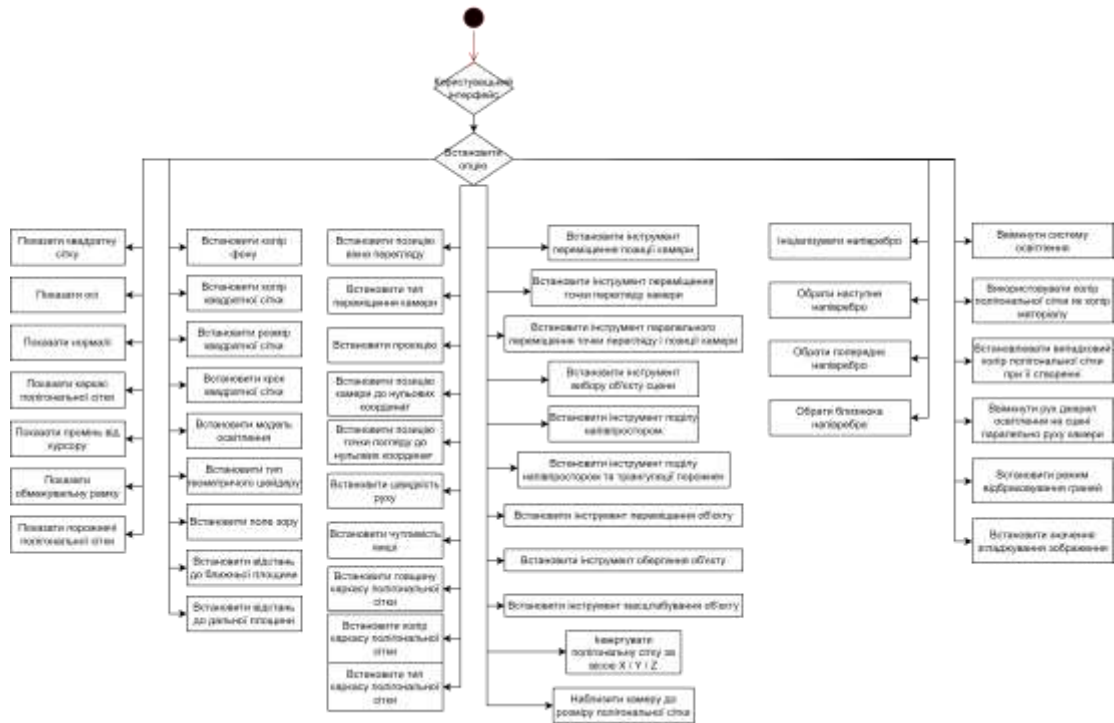 Користувацький
інтерфейс
Встановити
опцію
Показати квадратну
сітку
Показати осі
Показати нормалі
Показати каркас
полігональної сітки
Показати промінь від
курсору
Показати
обмежувальну рамку
Показати порожнечі
полігональної сітки
Встановити колір
фону
Встановити колір
квадратної сітки
Встановити розмір
квадратної сітки
Встановити крок
квадратної сітки
Встановити модель
освітлення
Встановити тип
геометричного шейдеру
Встановити поле зору
Встановити відстань
до ближньої площини
Встановити відстань
до дальної площини
Встановити позицію
вікна перегляду
Встановити тип
переміщення камери
Встановити проекцію
Встановити позицію
камери до нульових
координат
Встановити позицію
точки погляду до
нульових координат
Встановити швидкість
руху
Встановити чутливість
миші
Встановити товщину
каркасу полігональної
сітки
Встановити колір
каркасу полігональної
сітки
Встановити тип
каркасу полігональної
сітки
Встановити інструмент
переміщення позиції камери
Встановити інструмент переміщення
точки перегляду камери
Встановити інструмент паралельного
переміщення точки перегляду і позиції камери
Встановити інструмент
вибору об'єкту сцени
Встановити інструмент поділу
напівпростором
Встановити інструмент поділу
напівпростором та триангуляції порожнин
Встановити інструмент переміщання об'єкту
Встановити інструмент обертання об'єкту
Встановити інструмент масштабування об'єкту
Інвертувати
полігональну сітку за
віссю X / Y / Z
Наблизити камеру до
розміру полігональної сітки
Ініціалізувати напівребро
Обрати наступне
напівребро
Обрати попереднє
напівребро
Обрати близнюка
напівребра
Ввімкнути систему
освітлення
Використовувати колір
полігональної сітки як колір
матеріалу
Встановлювати випадковий
колір полігональної сітки
при її створенні
Ввімкнути рух джерел
освітлення на сцені
паралельно руху камери
Встановити режим
відбраковування граней
Встановити значення
згладжування зображення